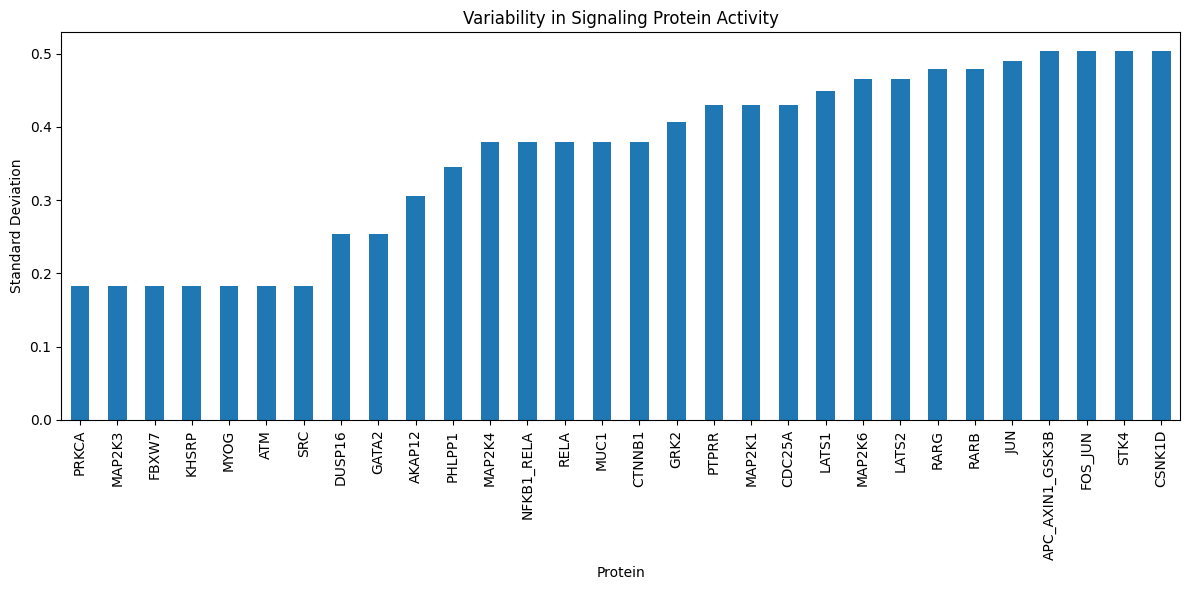 Variability in Signaling Protein Activity
Standard Deviation
0.5
0.4
0.3
0.2
0.1
0.0
PRKCA
MAP2K3
FBXW7
KHSRP
MYOG
ATM
SRC
DUSP16
GATA2
AKAP12
PHLPP1
MAP2K4
NFKB1_RELA
RELA
MUC1
CTNNB1
GRK2
PTPRR
MAP2K1
CDC25A
LATS1
MAP2K6
LATS2
RARG
RARB
JUN
APC_AXIN1_GSK3B
FOS_JUN
STK4
CSNK1D
Protein